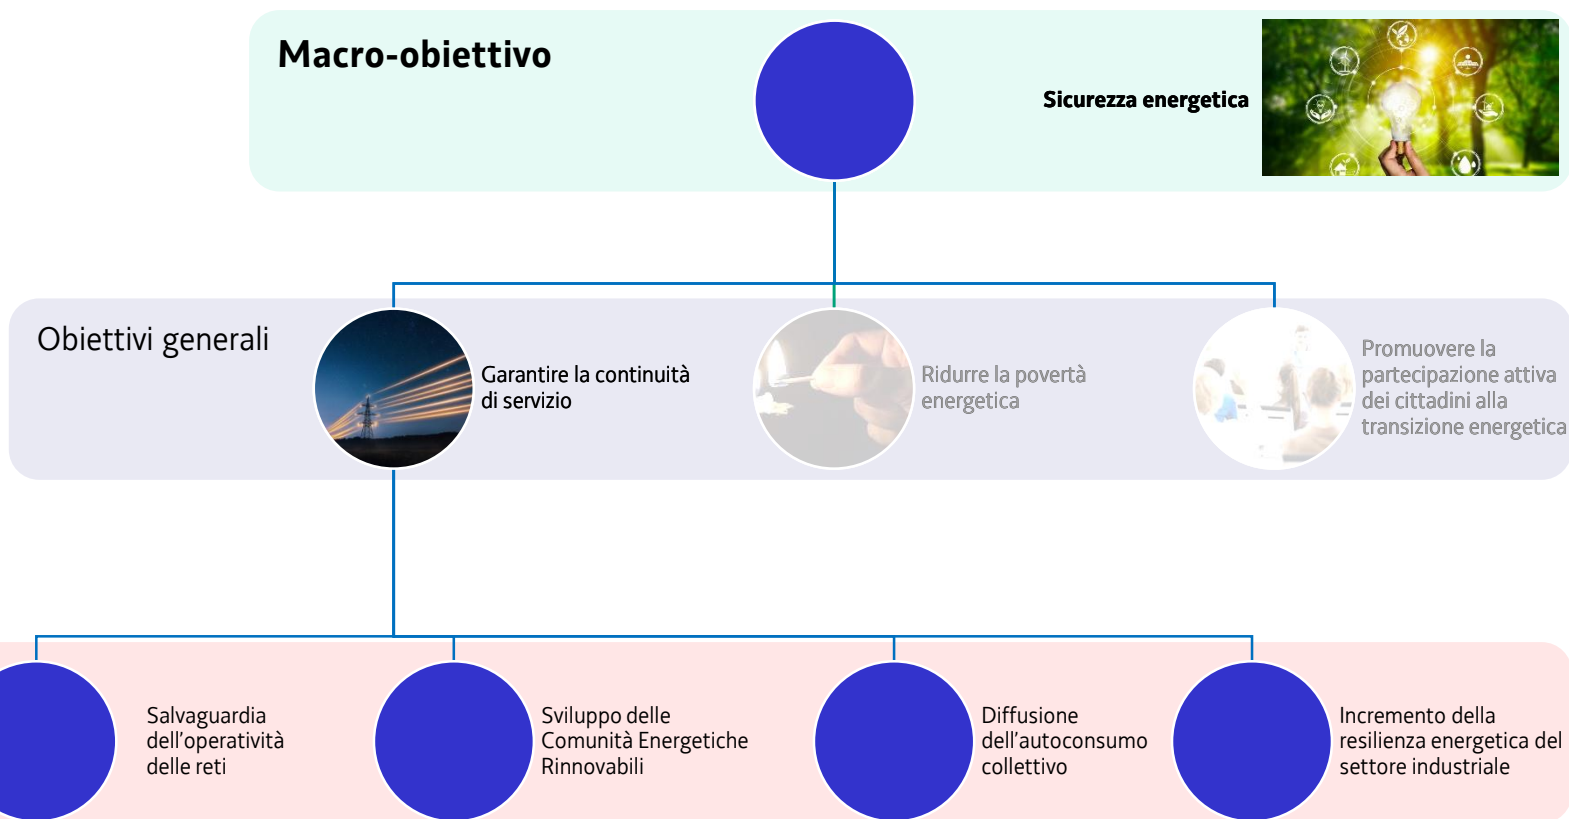 Macro-obiettivo
Sicurezza energetica
Obiettivi generali
Garantire la continuità
di servizio
Ridurre la povertà
energetica
Promuovere la
partecipazione attiva
dei cittadini alla
transizione energetica
Salvaguardia
dell'operatività
delle reti
Sviluppo delle
Comunità Energetiche
Rinnovabili
Diffusione
dell'autoconsumo
collettivo
Incremento della
resilienza energetica del
settore industriale